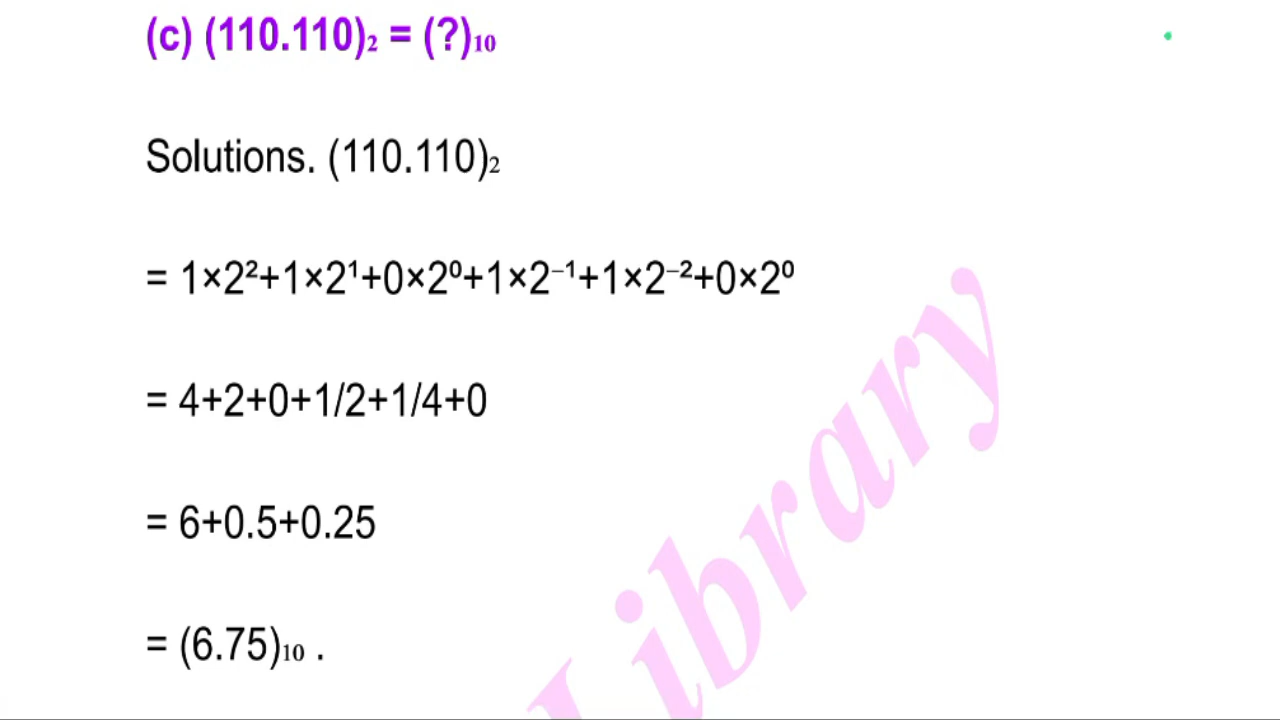 (c) (110.110)₂ = (?)₁₀
Solutions. (110.110)₂
= 1×2²+1×2¹+0×2⁰+1×2⁻¹+1×2⁻²+0×2⁰
= 4+2+0+1/2+1/4+0
= 6+0.5+0.25
= (6.75)₁₀ .
Library